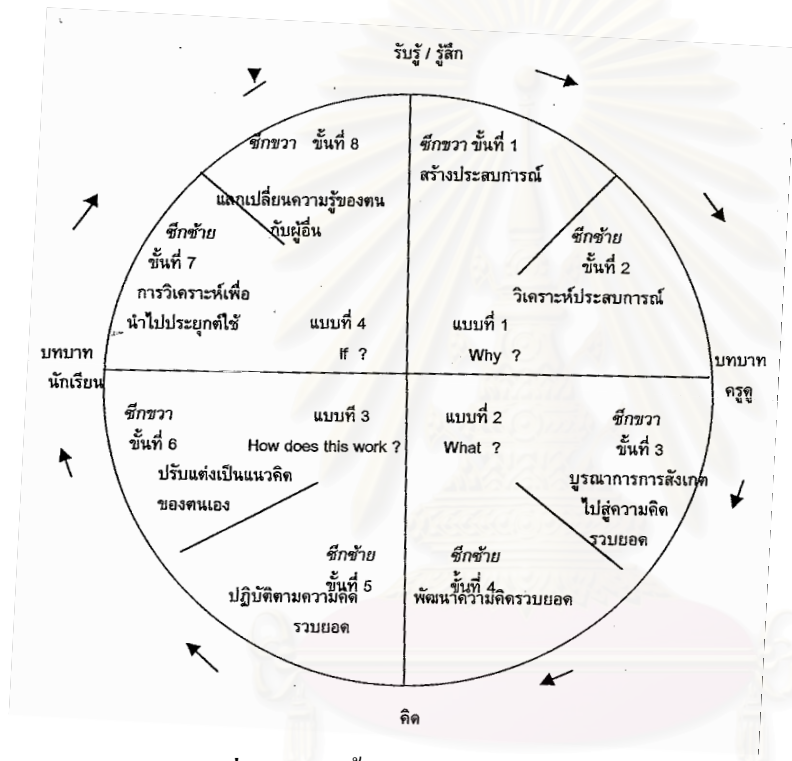 รับรู้ / รู้สึก
ซีกขวา ขั้นที่ 8
แลกเปลี่ยนความรู้ของตน
กับผู้อื่น
ซีกขวา ขั้นที่ 1
สร้างประสบการณ์
ซีกซ้าย
ขั้นที่ 2
วิเคราะห์ประสบการณ์
ซีกซ้าย
ขั้นที่ 7
การวิเคราะห์เพื่อ
นำไปประยุกต์ใช้
แบบที่ 4
If ?
แบบที่ 1
Why ?
บทบาท
นักเรียน
บทบาท
ครูดู
ซีกขวา
ขั้นที่ 6
ปรับแต่งเป็นแนวคิด
ของตนเอง
แบบที่ 3
How does this work ?
แบบที่ 2
What ?
ซีกขวา
ขั้นที่ 3
บูรณาการการสังเกต
ไปสู่ความคิด
รวบยอด
ซีกซ้าย
ขั้นที่ 5
ปฏิบัติตามความคิด
รวบยอด
ซีกซ้าย
ขั้นที่ 4
พัฒนาความคิดรวบยอด
คิด